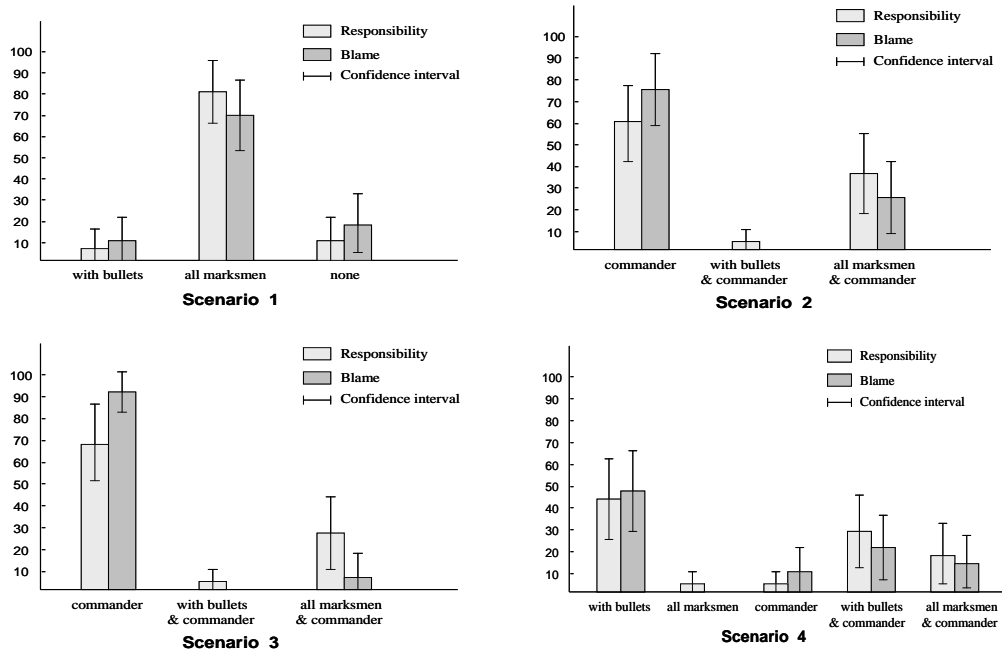 Responsibility
Blame
Confidence interval
100
90
80
70
60
50
40
30
20
10
with bullets all marksmen none
Scenario 1
Responsibility
Blame
Confidence interval
100
90
80
70
60
50
40
30
20
10
commander with bullets all marksmen
& commander & commander
Scenario 2
Responsibility
Blame
Confidence interval
100
90
80
70
60
50
40
30
20
10
commander with bullets all marksmen
& commander & commander
Scenario 3
Responsibility
Blame
Confidence interval
100
90
80
70
60
50
40
30
20
10
with bullets all marksmen commander with bullets all marksmen
& commander & commander
Scenario 4